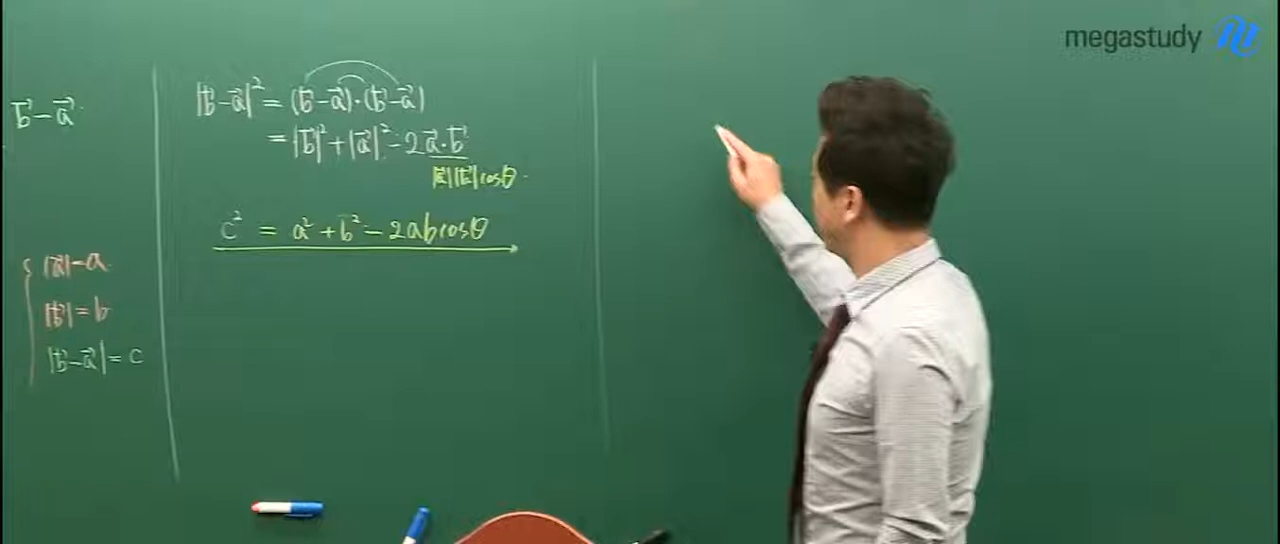 megastudy
b⃗ − a⃗
|a⃗| = a
|b⃗| = b
|b⃗ − a⃗| = c
|b⃗ − a⃗|² = (b⃗ − a⃗)·(b⃗ − a⃗)
= |b⃗|² + |a⃗|² − 2a⃗·b⃗
|a⃗||b⃗|cosθ
c² = a² + b² − 2abcosθ